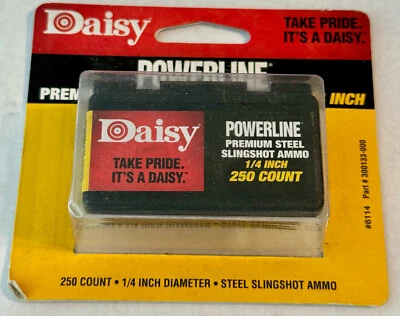 Daisy
TAKE PRIDE.
IT'S A DAISY.
POWERLINE®
PREM INCH
Daisy
TAKE PRIDE.
IT'S A DAISY.™
POWERLINE®
PREMIUM STEEL
SLINGSHOT AMMO
1/4 INCH
250 COUNT
#8114 Part # 300133-000
250 COUNT • 1/4 INCH DIAMETER • STEEL SLINGSHOT AMMO